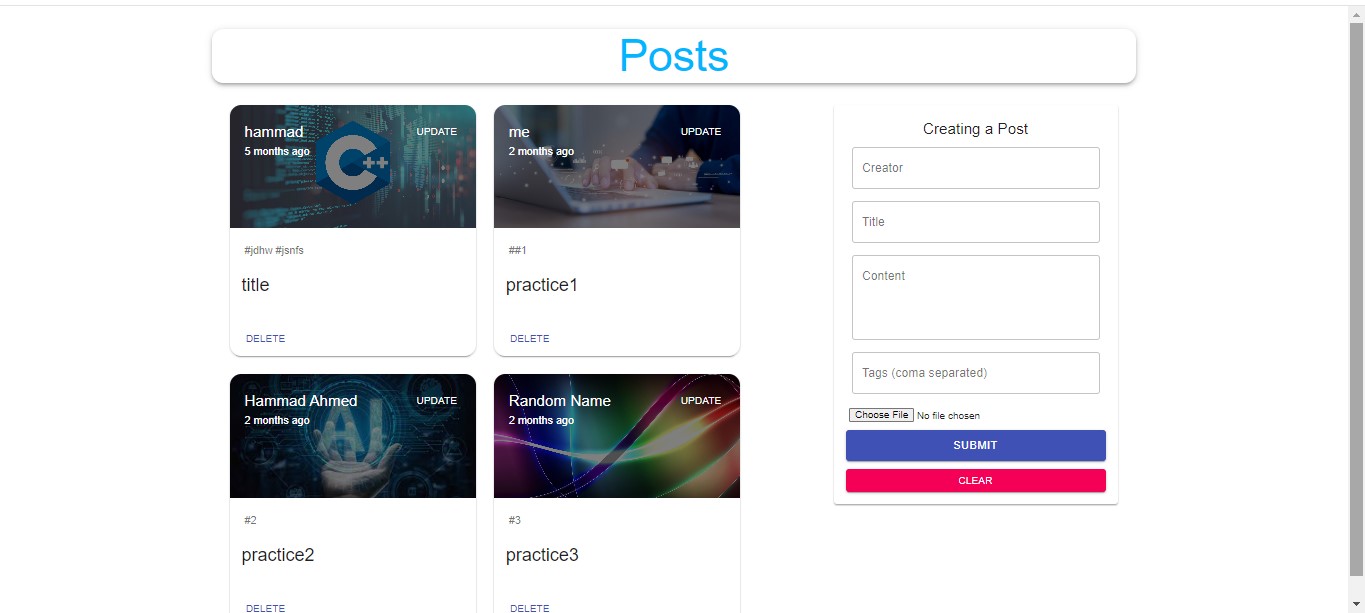 Posts
hammad
UPDATE
5 months ago
C++
#jdhw #jsnfs
title
DELETE
me
UPDATE
2 months ago
##1
practice1
DELETE
Hammad Ahmed
UPDATE
2 months ago
AI
#2
practice2
DELETE
Random Name
UPDATE
2 months ago
#3
practice3
DELETE
Creating a Post
Creator
Title
Content
Tags (coma separated)
Choose File No file chosen
SUBMIT
CLEAR